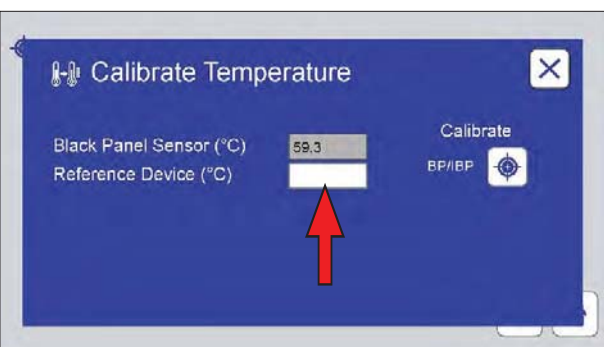 Calibrate Temperature
Black Panel Sensor (°C) 59,3
Reference Device (°C)
Calibrate
BP/IBP